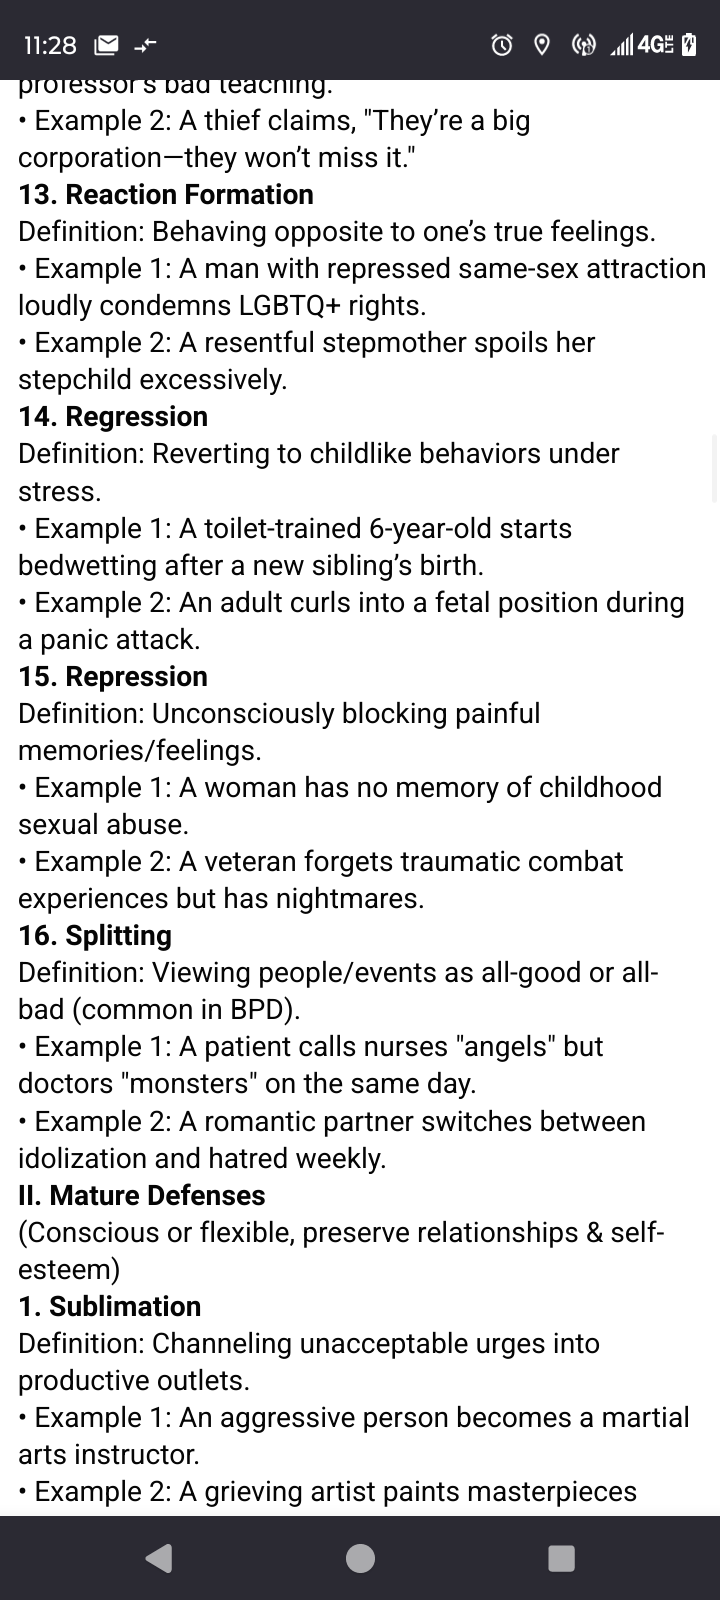 11:28
4G LTE
professor's bad teaching.
• Example 2: A thief claims, "They’re a big
corporation—they won’t miss it."
13. Reaction Formation
Definition: Behaving opposite to one’s true feelings.
• Example 1: A man with repressed same-sex attraction
loudly condemns LGBTQ+ rights.
• Example 2: A resentful stepmother spoils her
stepchild excessively.
14. Regression
Definition: Reverting to childlike behaviors under
stress.
• Example 1: A toilet-trained 6-year-old starts
bedwetting after a new sibling’s birth.
• Example 2: An adult curls into a fetal position during
a panic attack.
15. Repression
Definition: Unconsciously blocking painful
memories/feelings.
• Example 1: A woman has no memory of childhood
sexual abuse.
• Example 2: A veteran forgets traumatic combat
experiences but has nightmares.
16. Splitting
Definition: Viewing people/events as all-good or all-
bad (common in BPD).
• Example 1: A patient calls nurses "angels" but
doctors "monsters" on the same day.
• Example 2: A romantic partner switches between
idolization and hatred weekly.
II. Mature Defenses
(Conscious or flexible, preserve relationships & self-
esteem)
1. Sublimation
Definition: Channeling unacceptable urges into
productive outlets.
• Example 1: An aggressive person becomes a martial
arts instructor.
• Example 2: A grieving artist paints masterpieces